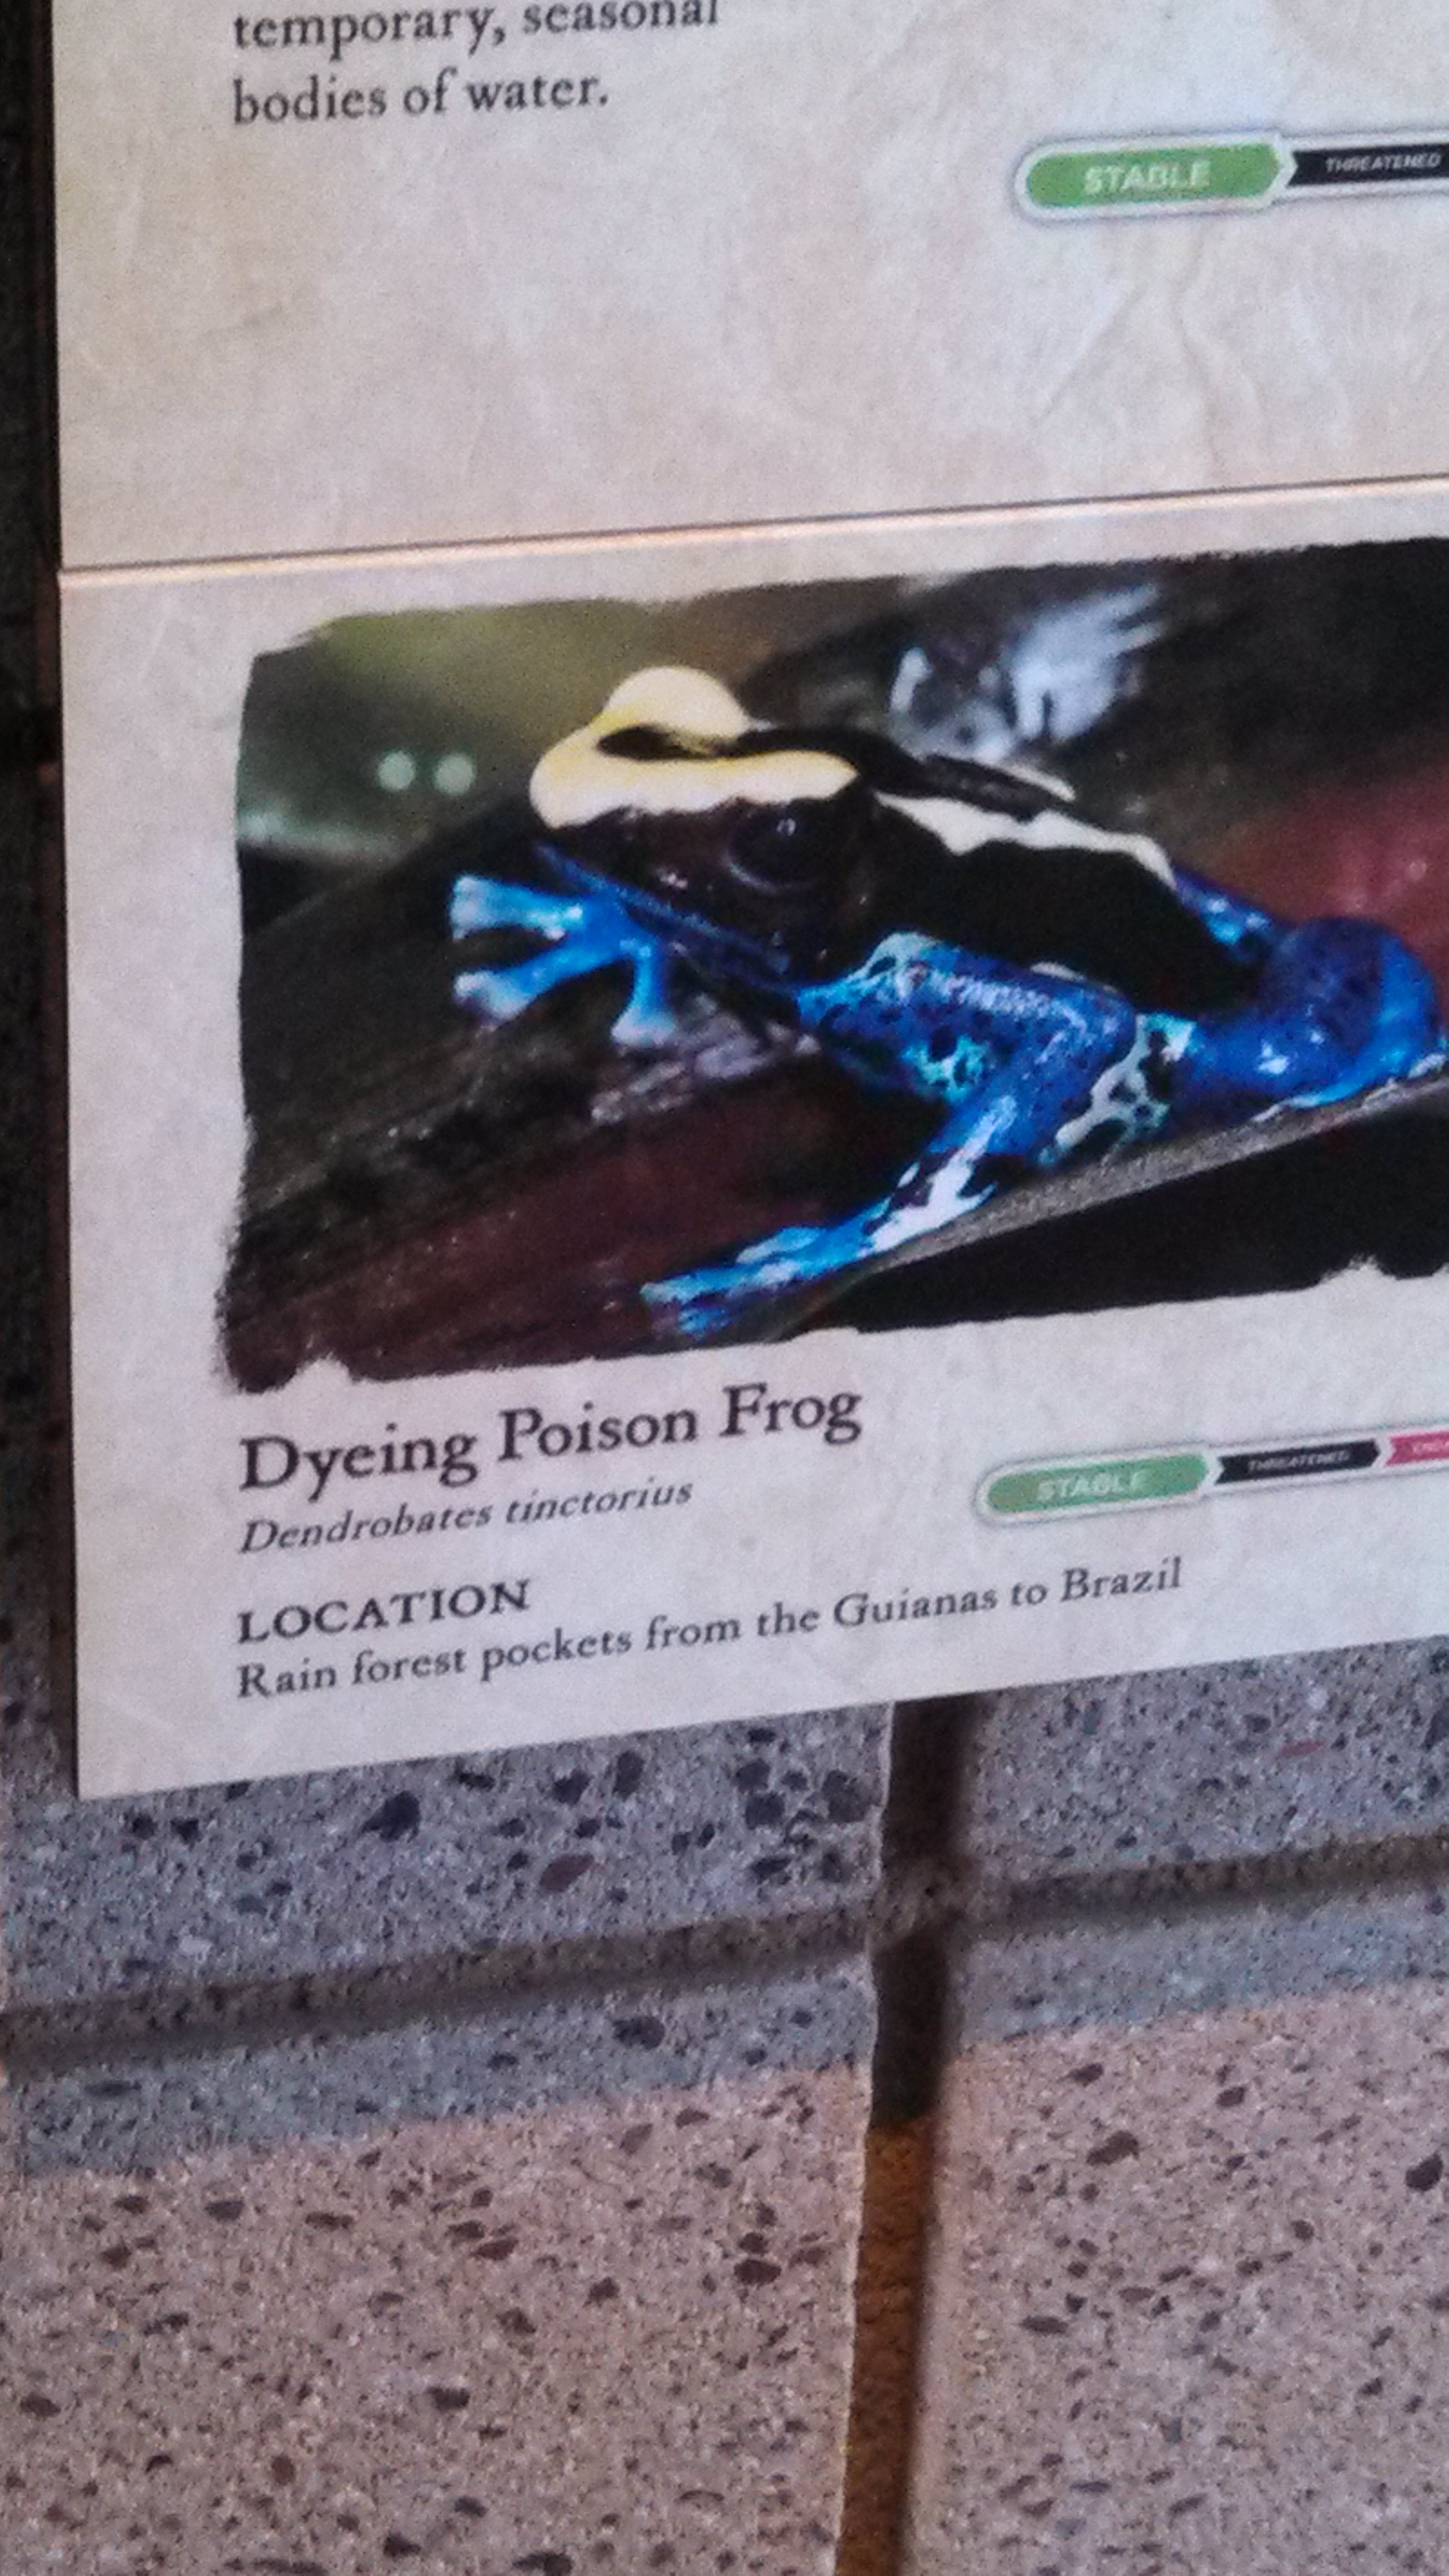 temporary, seasonal
bodies of water.
STABLE THREATENED
Dyeing Poison Frog
Dendrobates tinctorius
STABLE THREATENED
LOCATION
Rain forest pockets from the Guianas to Brazil